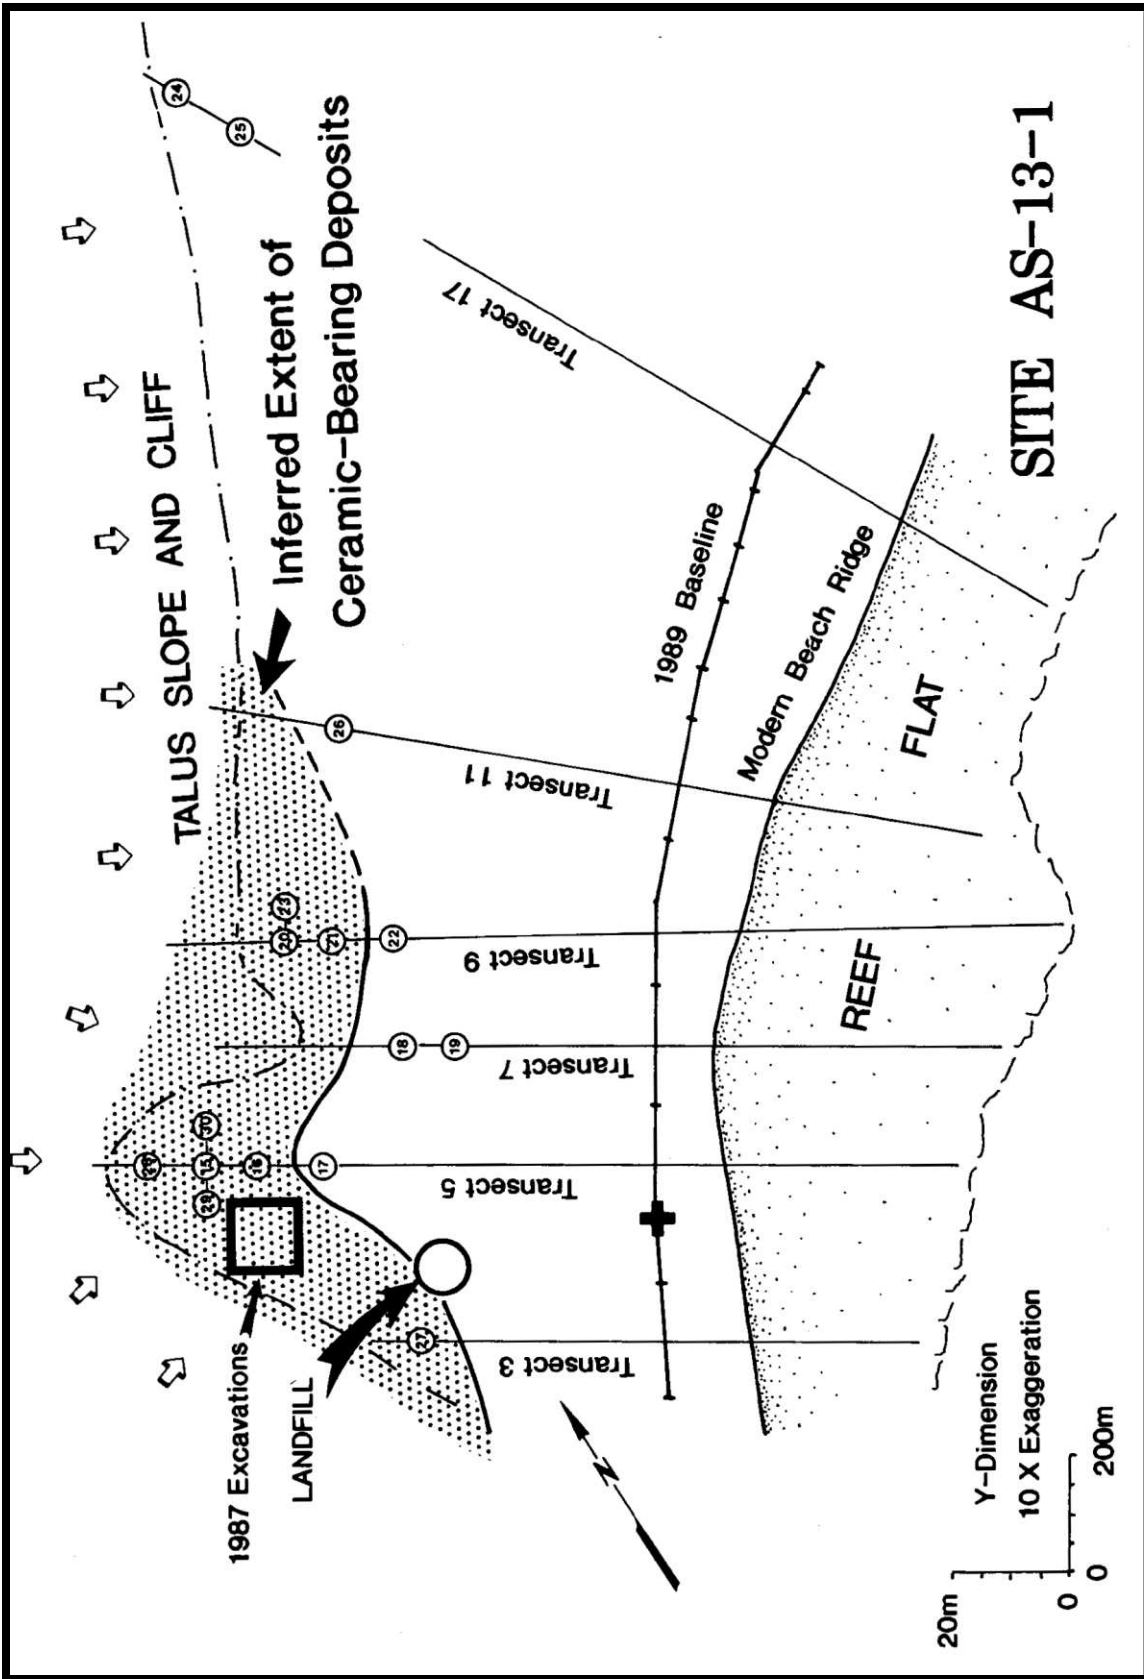 TALUS SLOPE AND CLIFF
Inferred Extent of
Ceramic-Bearing Deposits
24
25
28
30
15
29
16
17
20
23
21
22
18
19
26
27
1987 Excavations
LANDFILL
Transect 3
Transect 5
Transect 7
Transect 9
Transect 11
Transect 17
1989 Baseline
Modern Beach Ridge
REEF
FLAT
N
Y-Dimension
10 X Exaggeration
20m
0
0
200m
SITE AS-13-1